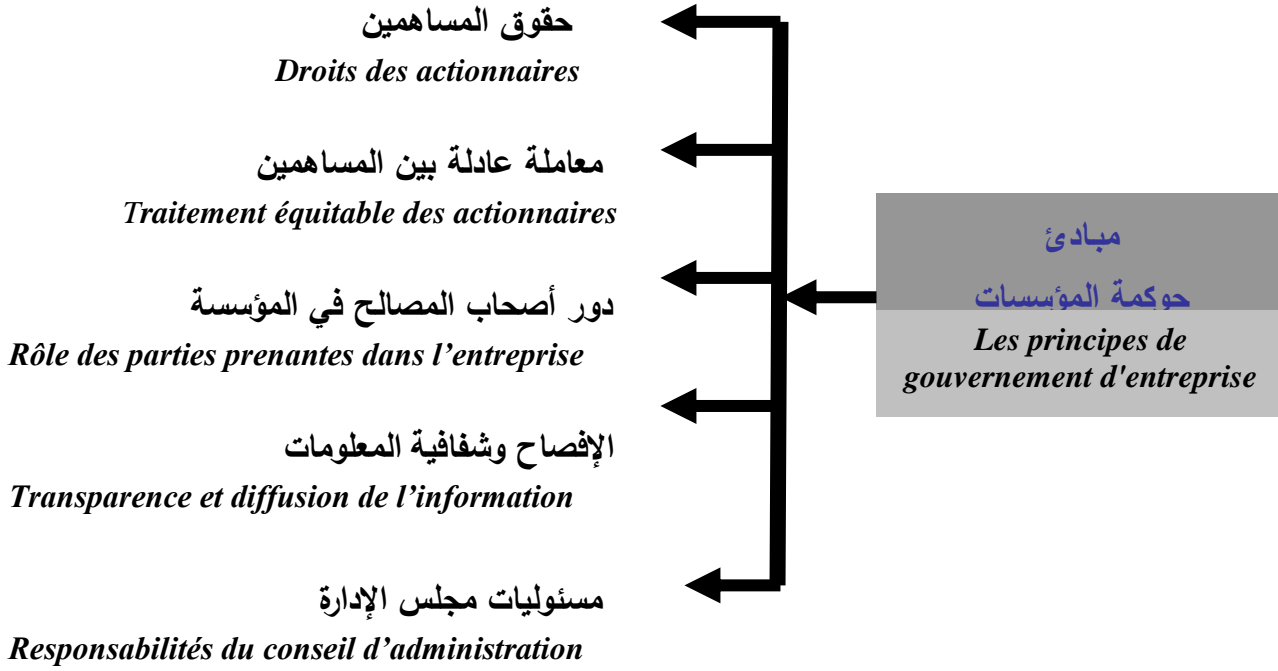 حقوق المساهمين
Droits des actionnaires
معاملة عادلة بين المساهمين
Traitement équitable des actionnaires
مبادئ
حوكمة المؤسسات
Les principes de
gouvernement d'entreprise
دور أصحاب المصالح في المؤسسة
Rôle des parties prenantes dans l’entreprise
الإفصاح وشفافية المعلومات
Transparence et diffusion de l’information
مسئوليات مجلس الإدارة
Responsabilités du conseil d’administration